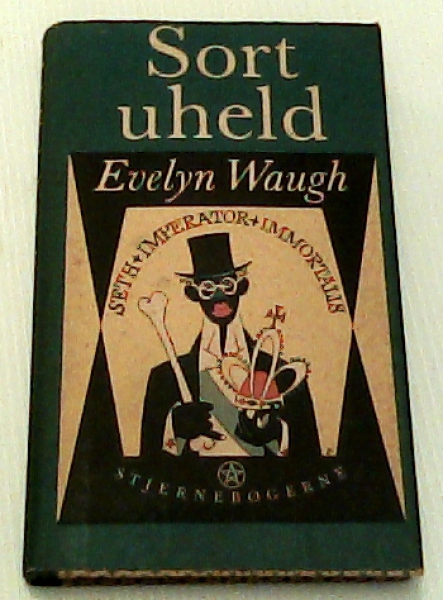 Sort
uheld
Evelyn Waugh
SETH + IMPERATOR + IMMORTALIS
STJERNEBØGERNE